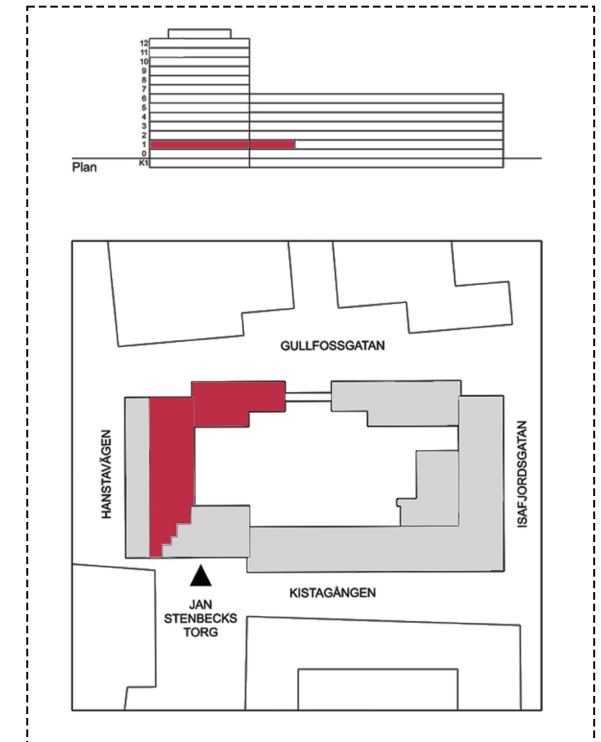 12
11
10
9
8
7
6
5
4
3
2
1
0
K1
Plan
GULLFOSSGATAN
HANSTAVÄGEN
ISAFJORDSGATAN
KISTAGÅNGEN
JAN
STENBECKS
TORG